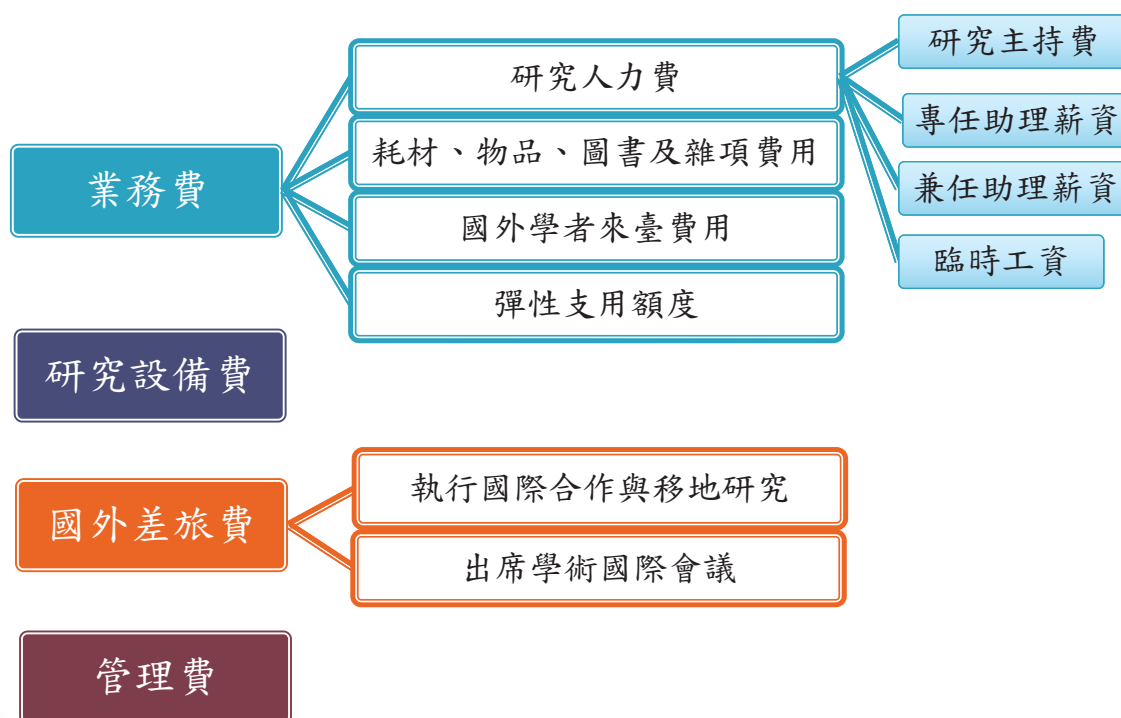 業務費
研究人力費
研究主持費
專任助理薪資
兼任助理薪資
臨時工資
耗材、物品、圖書及雜項費用
國外學者來臺費用
彈性支用額度
研究設備費
國外差旅費
執行國際合作與移地研究
出席學術國際會議
管理費